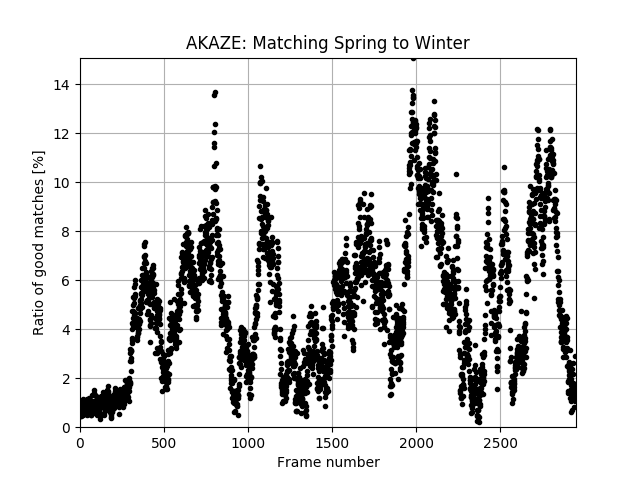 AKAZE: Matching Spring to Winter
Ratio of good matches [%]
14
12
10
8
6
4
2
0
0 500 1000 1500 2000 2500
Frame number